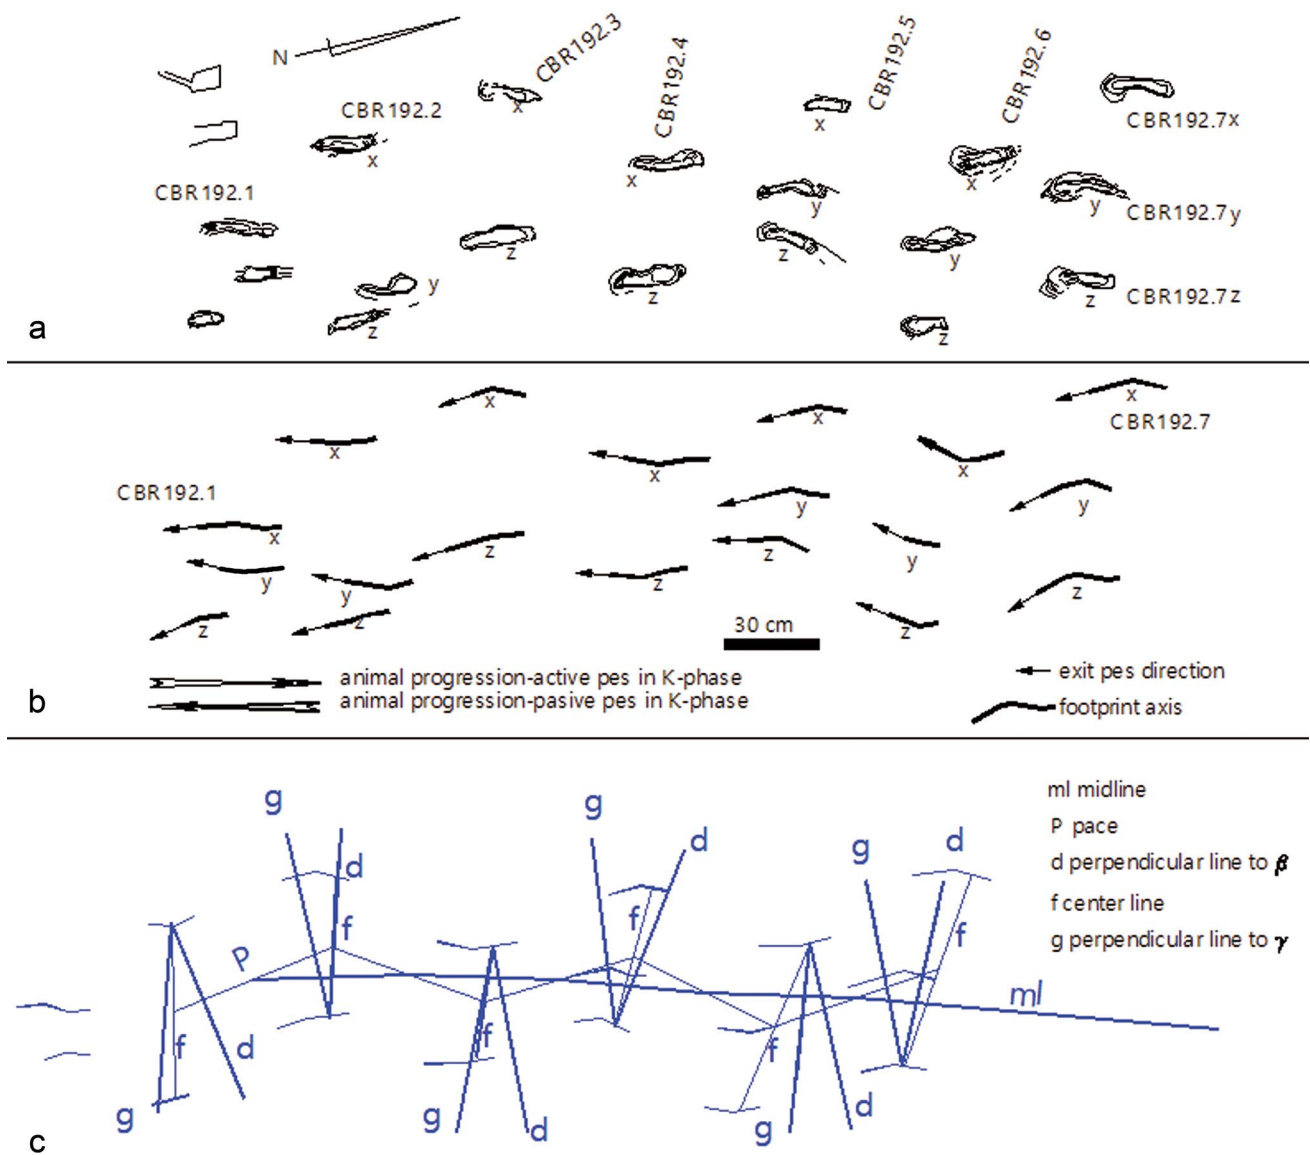 N
CBR192.3
CBR192.4
CBR192.5
CBR192.6
CBR192.2
x
x
x
x
x
CBR192.7x
CBR192.1
y
y
CBR192.7y
z
z
y
y
z
z
z
z
CBR192.7z
a
x
x
x
x
x
x
CBR192.7
CBR192.1
x
y
y
y
z
z
y
y
z
z
z
z
z
30 cm
animal progression-active pes in K-phase
animal progression-pasive pes in K-phase
exit pes direction
footprint axis
b
g
g
g
d
d
d
ml midline
P pace
d perpendicular line to β
f center line
g perpendicular line to γ
f
f
f
P
ml
f
d
f
f
g
g
d
g
d
c